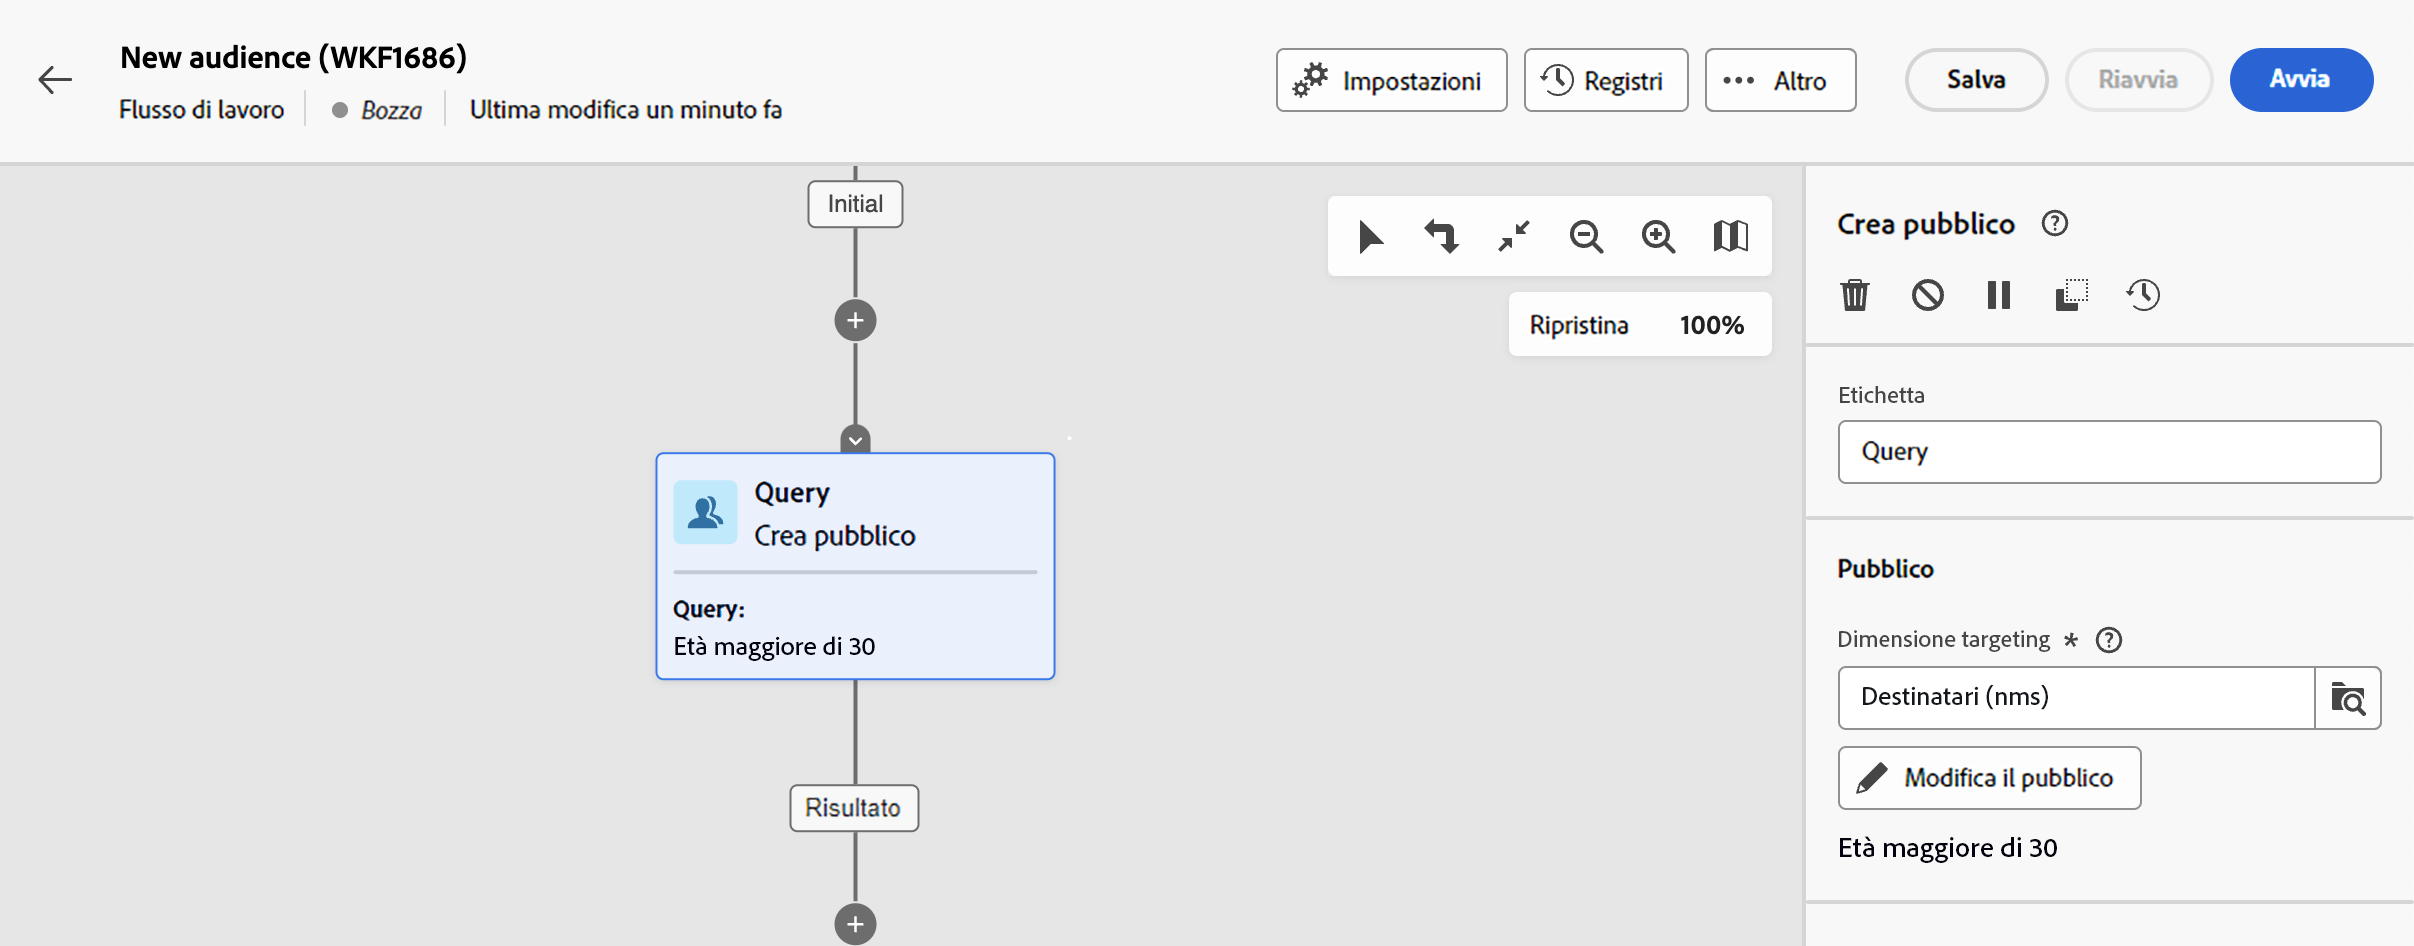 New audience (WKF1686)
Flusso di lavoro
Bozza
Ultima modifica un minuto fa
Impostazioni
Registri
Altro
Salva
Riavvia
Avvia
Initial
Ripristina 100%
Query
Crea pubblico
Query:
Età maggiore di 30
Risultato
Crea pubblico
Etichetta
Query
Pubblico
Dimensione targeting *
Destinatari (nms)
Modifica il pubblico
Età maggiore di 30